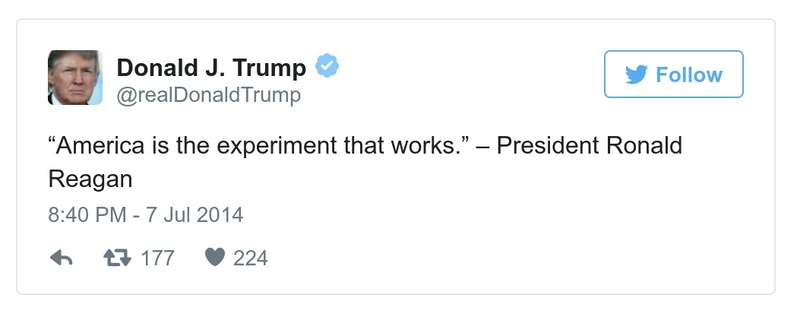 Donald J. Trump
@realDonaldTrump
Follow
“America is the experiment that works.” – President Ronald
Reagan
8:40 PM - 7 Jul 2014
177 224